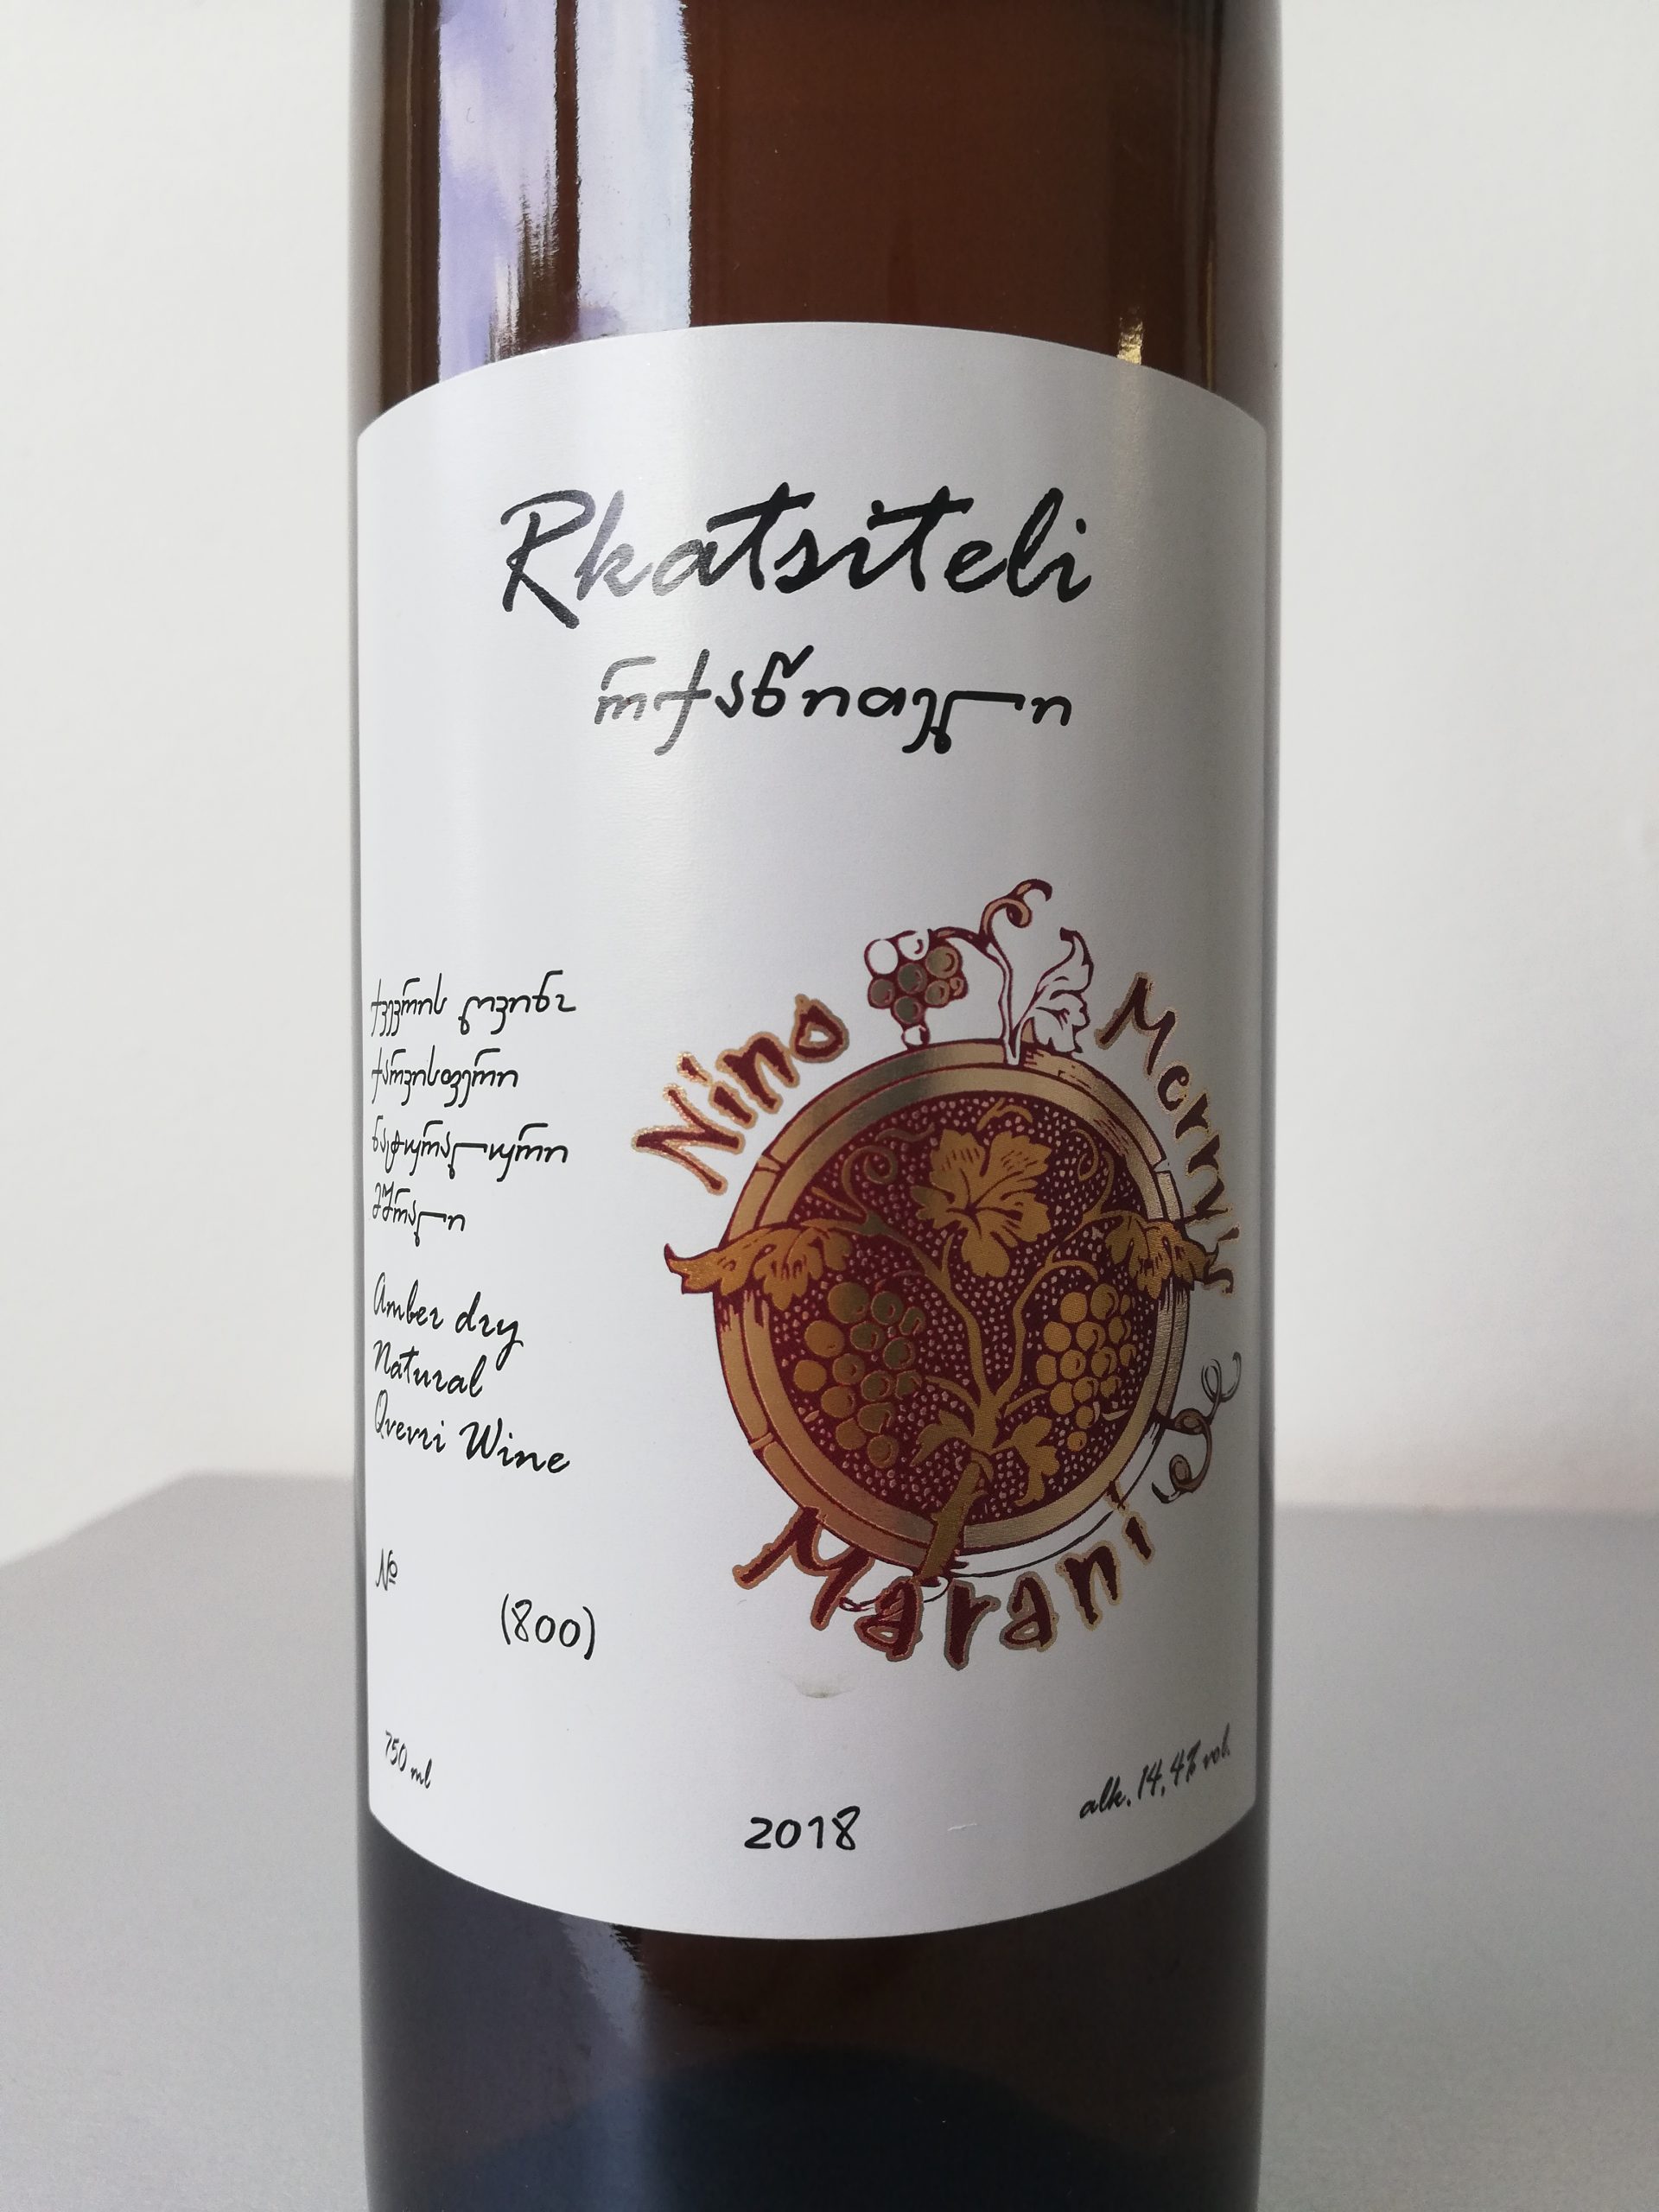 Rkatsiteli
რქაწითელი
ქვევრის ღვინო
ქარვისფერი
ნატურალური
მშრალი
Amber dry
Natural
Qvevri Wine
Nino
Marani
№
(800)
750 ml
alk. 14,4% vol.
2018